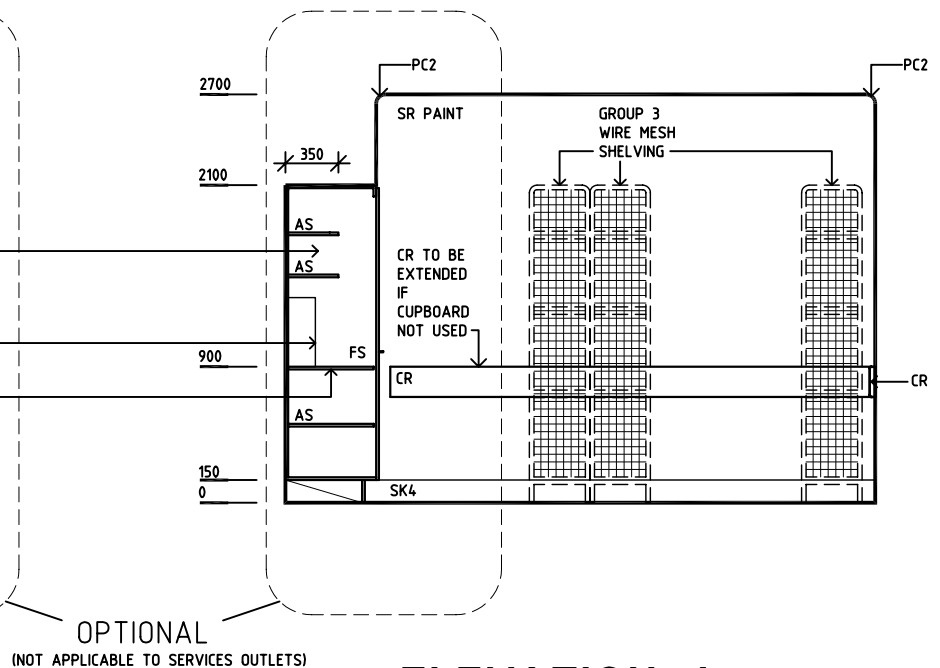 PC2
PC2
2700
SR PAINT
GROUP 3
WIRE MESH
SHELVING
350
2100
AS
AS
CR TO BE
EXTENDED
IF
CUPBOARD
NOT USED
FS
900
CR
CR
AS
150
0
SK4
OPTIONAL
(NOT APPLICABLE TO SERVICES OUTLETS)